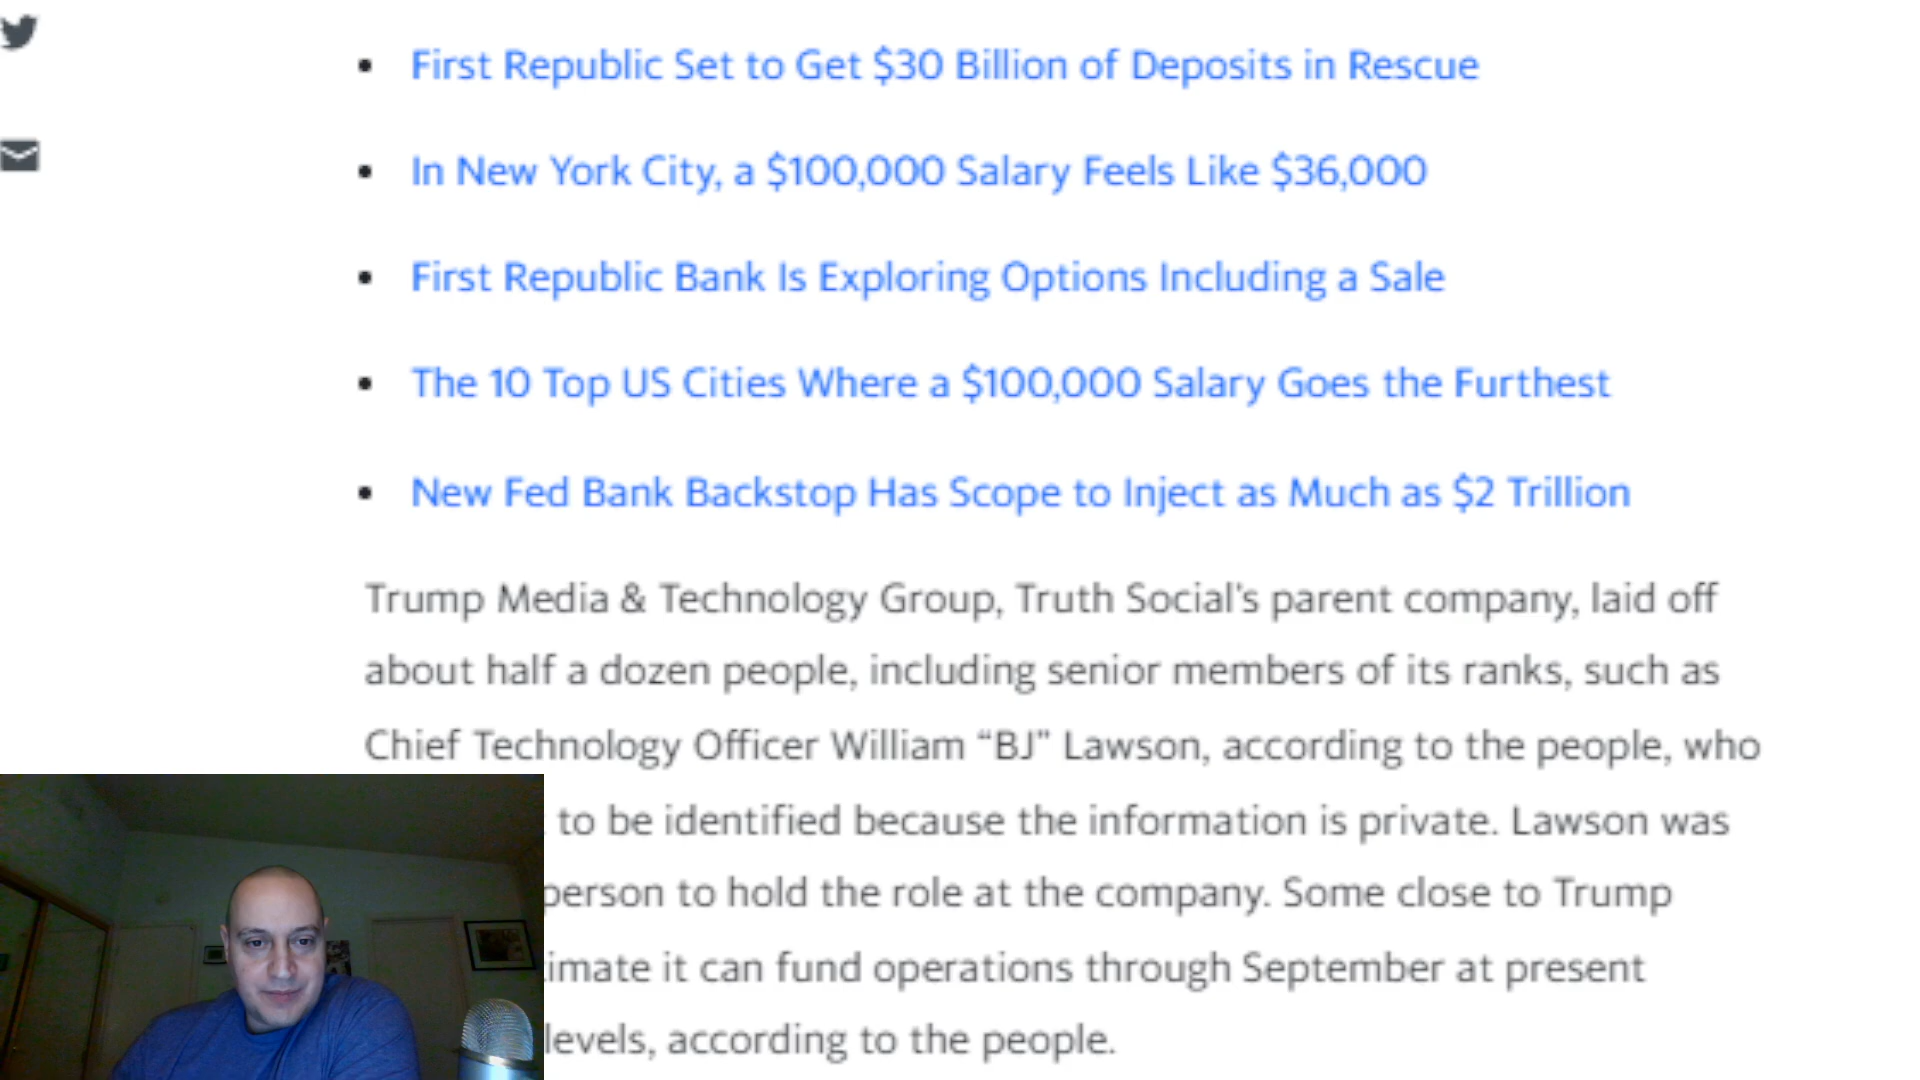 First Republic Set to Get $30 Billion of Deposits in Rescue
In New York City, a $100,000 Salary Feels Like $36,000
First Republic Bank Is Exploring Options Including a Sale
The 10 Top US Cities Where a $100,000 Salary Goes the Furthest
New Fed Bank Backstop Has Scope to Inject as Much as $2 Trillion
Trump Media & Technology Group, Truth Social's parent company, laid off
about half a dozen people, including senior members of its ranks, such as
Chief Technology Officer William “BJ” Lawson, according to the people, who
to be identified because the information is private. Lawson was
person to hold the role at the company. Some close to Trump
imate it can fund operations through September at present
levels, according to the people.